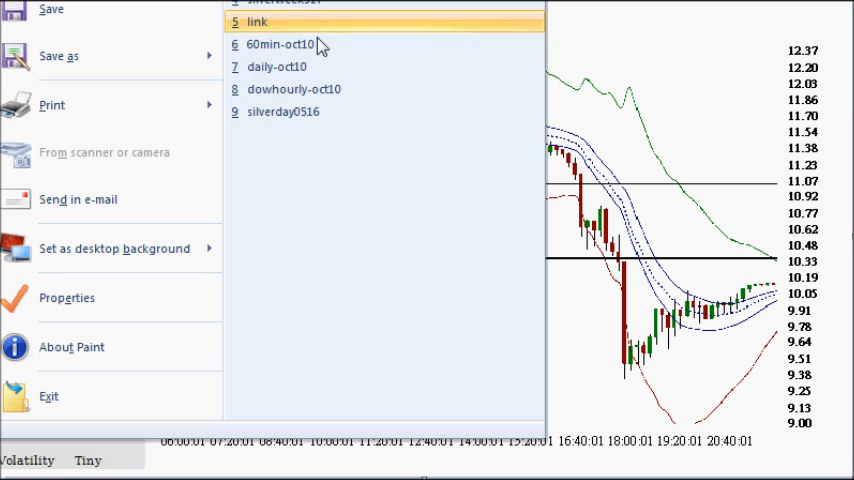 Save
Save as
Print
From scanner or camera
Send in e-mail
Set as desktop background
Properties
About Paint
Exit
5 link
6 60min-oct10
7 daily-oct10
8 dowhourly-oct10
9 silverday0516
12.37
12.20
12.03
11.86
11.70
11.54
11.38
11.23
11.07
10.92
10.77
10.62
10.48
10.33
10.19
10.05
9.91
9.78
9.64
9.51
9.38
9.25
9.13
9.00
06:00:01 07:20:01 08:40:01 10:00:01 11:20:01 12:40:01 14:00:01 15:20:01 16:40:01 18:00:01 19:20:01 20:40:01
Volatility Tiny